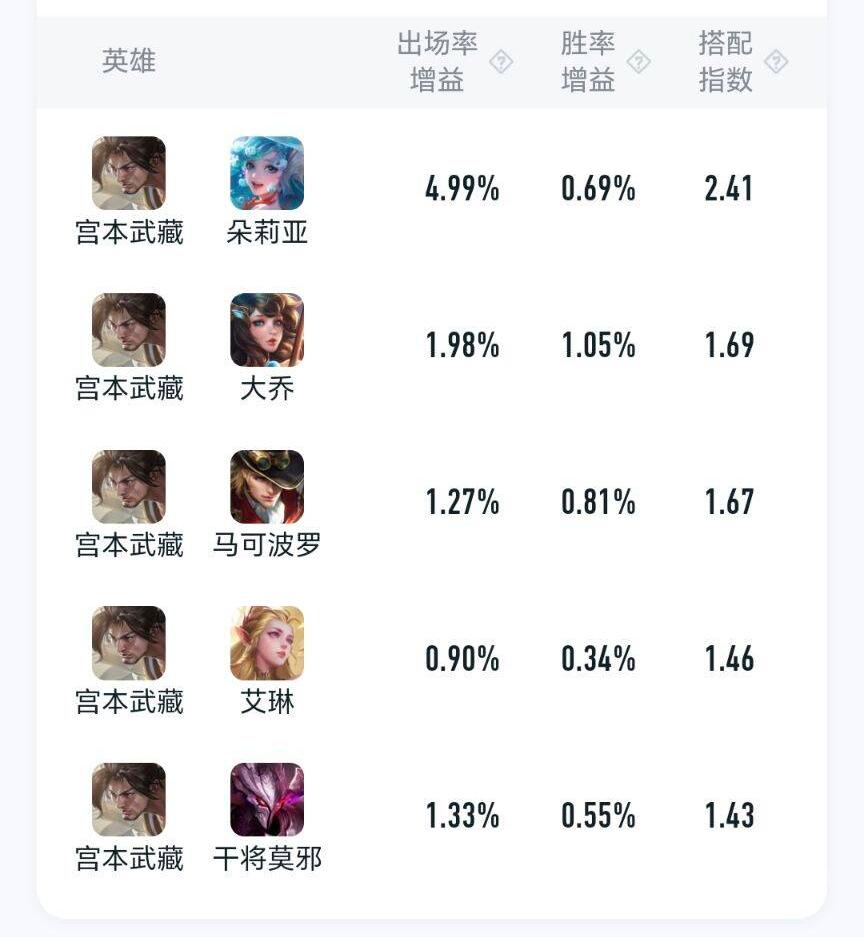 英雄
出场率增益 ?
胜率增益 ?
搭配指数 ?
宫本武藏 朵莉亚 4.99% 0.69% 2.41
宫本武藏 大乔 1.98% 1.05% 1.69
宫本武藏 马可波罗 1.27% 0.81% 1.67
宫本武藏 艾琳 0.90% 0.34% 1.46
宫本武藏 干将莫邪 1.33% 0.55% 1.43